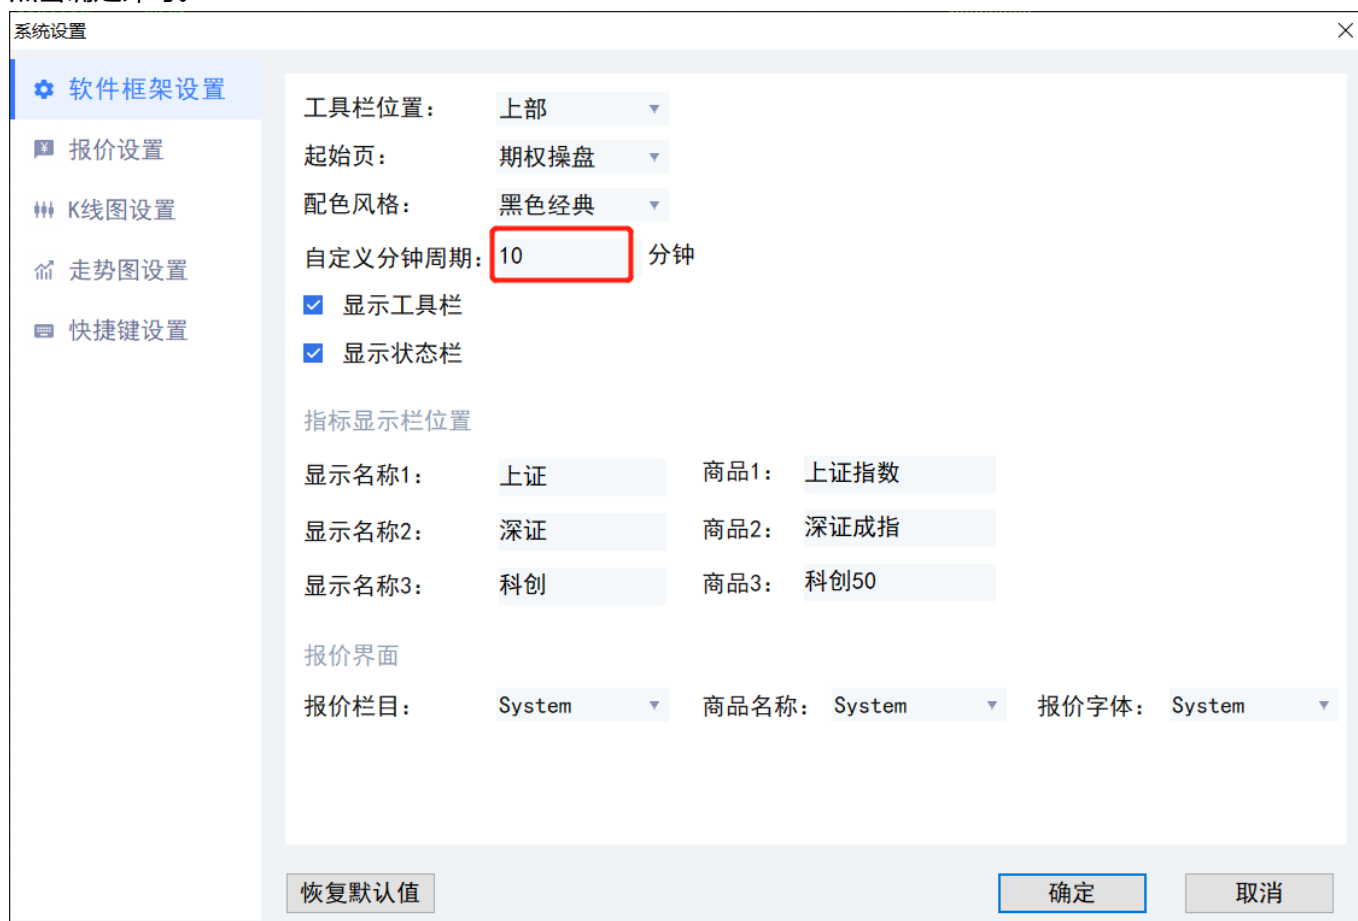 系统设置
软件框架设置
报价设置
K线图设置
走势图设置
快捷键设置
工具栏位置： 上部
起始页： 期权操盘
配色风格： 黑色经典
自定义分钟周期： 10 分钟
显示工具栏
显示状态栏
指标显示栏位置
显示名称1： 上证 商品1： 上证指数
显示名称2： 深证 商品2： 深证成指
显示名称3： 科创 商品3： 科创50
报价界面
报价栏目： System 商品名称： System 报价字体： System
恢复默认值 确定 取消